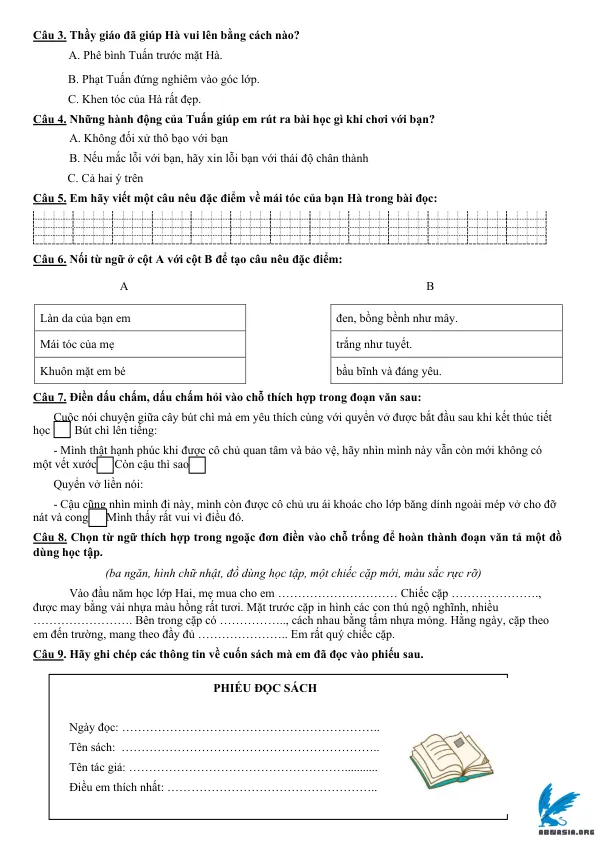 Câu 3. Thầy giáo đã giúp Hà vui lên bằng cách nào?
A. Phê bình Tuấn trước mặt Hà.
B. Phạt Tuấn đứng nghiêm vào góc lớp.
C. Khen tóc của Hà rất đẹp.
Câu 4. Những hành động của Tuấn giúp em rút ra bài học gì khi chơi với bạn?
A. Không đối xử thô bạo với bạn
B. Nếu mắc lỗi với bạn, hãy xin lỗi bạn với thái độ chân thành
C. Cả hai ý trên
Câu 5. Em hãy viết một câu nêu đặc điểm về mái tóc của bạn Hà trong bài đọc:
Câu 6. Nối từ ngữ ở cột A với cột B để tạo câu nêu đặc điểm:
A B
Làn da của bạn em đen, bồng bềnh như mây.
Mái tóc của mẹ trắng như tuyết.
Khuôn mặt em bé bầu bĩnh và đáng yêu.
Câu 7. Điền dấu chấm, dấu chấm hỏi vào chỗ thích hợp trong đoạn văn sau:
Cuộc nói chuyện giữa cây bút chì mà em yêu thích cùng với quyển vở được bắt đầu sau khi kết thúc tiết
học Bút chì lên tiếng:
- Mình thật hạnh phúc khi được cô chủ quan tâm và bảo vệ, hãy nhìn mình này vẫn còn mới không có
một vết xước Còn cậu thì sao
Quyển vở liền nói:
- Cậu cũng nhìn mình đi này, mình còn được cô chủ ưu ái khoác cho lớp băng dính ngoài mép vở cho đỡ
nát và cong Mình thấy rất vui vì điều đó.
Câu 8. Chọn từ ngữ thích hợp trong ngoặc đơn điền vào chỗ trống để hoàn thành đoạn văn tả một đồ
dùng học tập.
(ba ngăn, hình chữ nhật, đồ dùng học tập, một chiếc cặp mới, màu sắc rực rỡ)
Vào đầu năm học lớp Hai, mẹ mua cho em ………………………… Chiếc cặp ………………….,
được may bằng vải nhựa màu hồng rất tươi. Mặt trước cặp in hình các con thú ngộ nghĩnh, nhiều
……………………. Bên trong cặp có …………….., cách nhau bằng tấm nhựa mỏng. Hằng ngày, cặp theo
em đến trường, mang theo đầy đủ ………………….. Em rất quý chiếc cặp.
Câu 9. Hãy ghi chép các thông tin về cuốn sách mà em đã đọc vào phiếu sau.
PHIẾU ĐỌC SÁCH
Ngày đọc: ………………………………………………………..
Tên sách: ………………………………………………………..
Tên tác giả: ………………………………………………...........
Điều em thích nhất: ……………………………………………..
ABWASIA.ORG